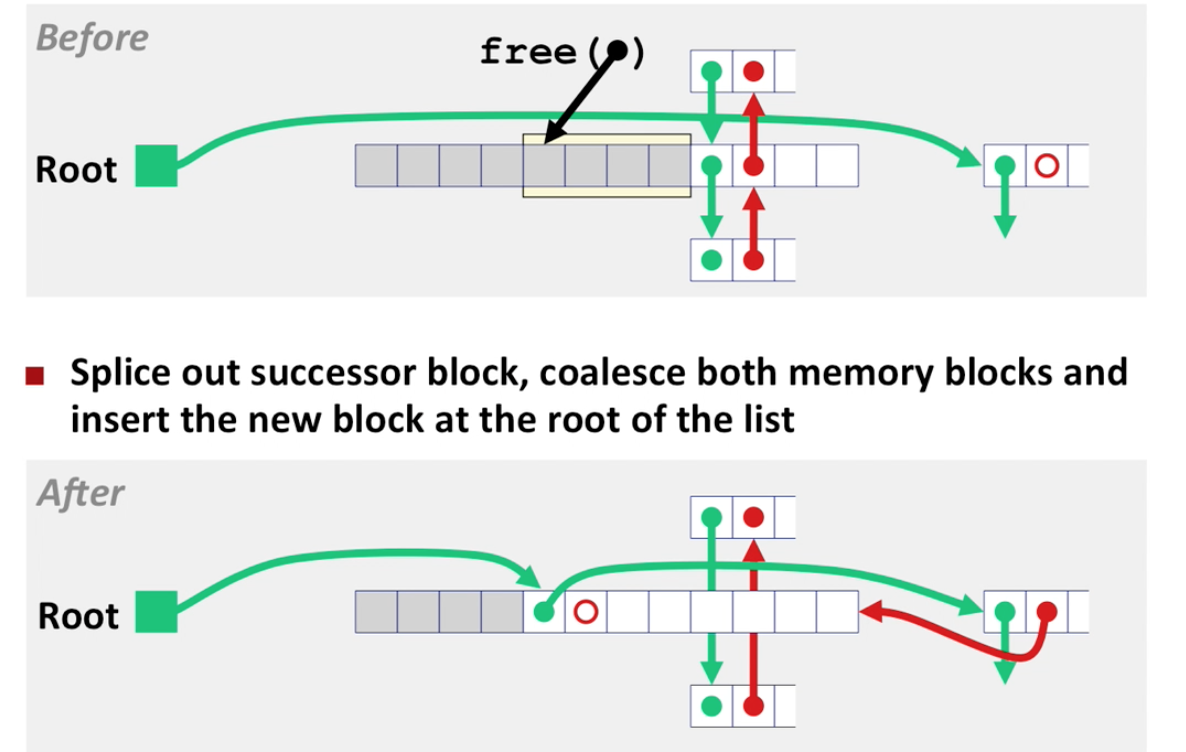 Before
free( )
Root
Splice out successor block, coalesce both memory blocks and
insert the new block at the root of the list
After
Root